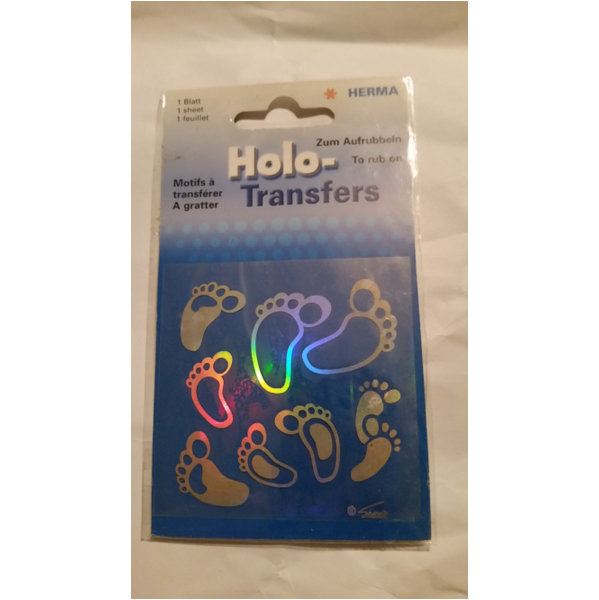 1 Blatt
1 sheet
1 feuillet
HERMA
Zum Aufrubbeln
To rub on
Holo-
Transfers
Motifs à
transférer
A gratter
©